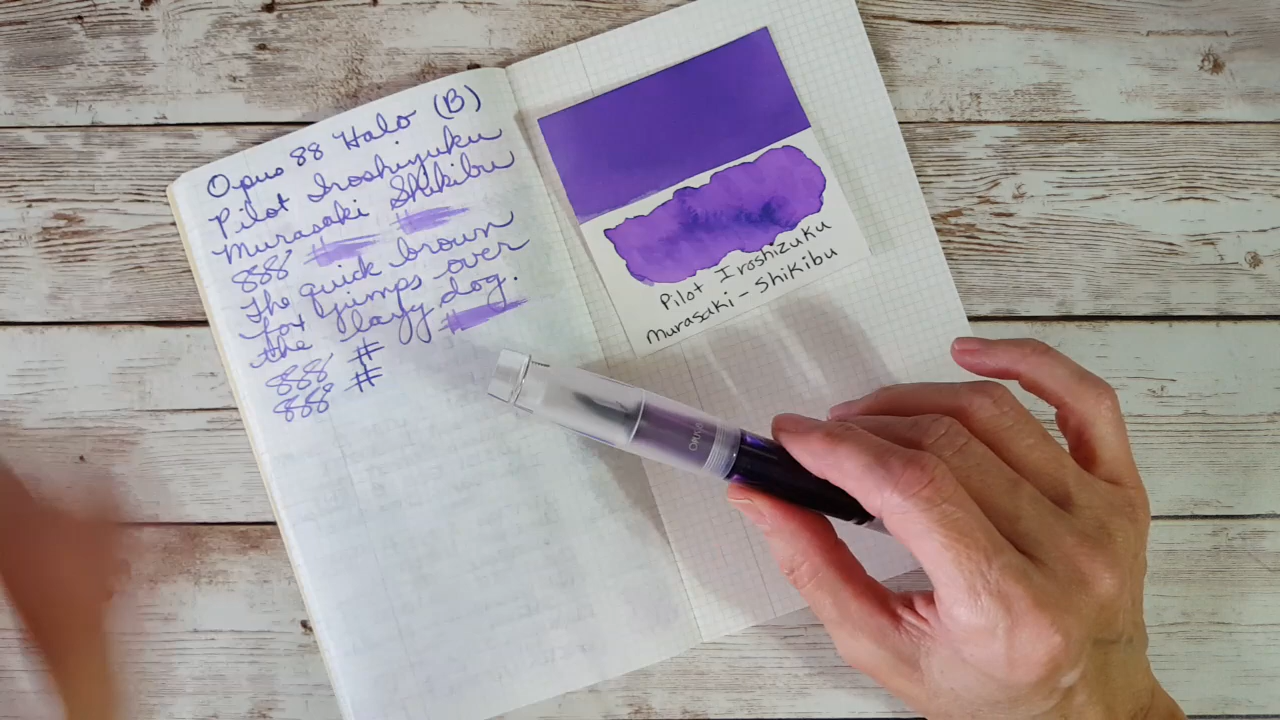 Opus 88 Halo (B)
Pilot Iroshizuku
Murasaki Shikibu
888 #
#
The quick brown
fox jumps over
the lazy dog.
888 # #
888 #
Pilot Iroshizuku
Murasaki - Shikibu
OPUS